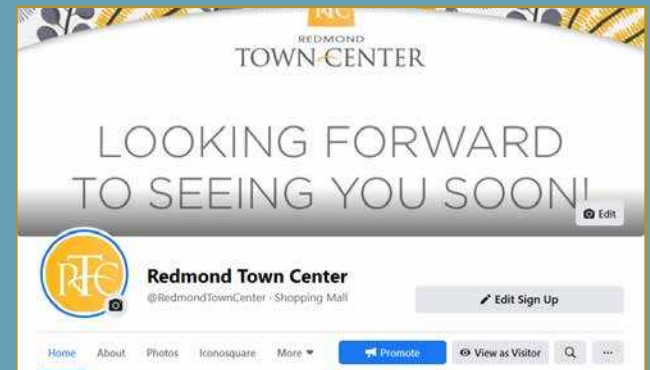 RTC
REDMOND
TOWN CENTER
LOOKING FORWARD
TO SEEING YOU SOON!
Edit
RTC
Redmond Town Center
@RedmondTownCenter · Shopping Mall
Edit Sign Up
Home About Photos Iconosquare More Promote View as Visitor ...